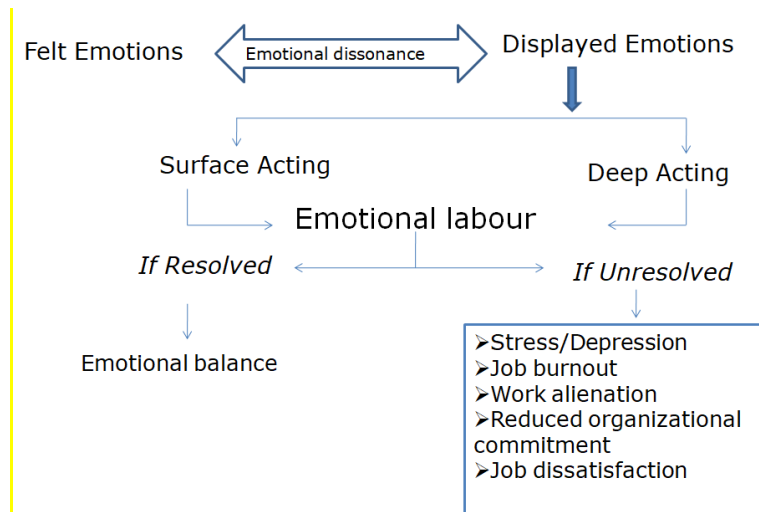 Felt Emotions
Emotional dissonance
Displayed Emotions
Surface Acting
Deep Acting
Emotional labour
If Resolved
If Unresolved
Emotional balance
➢Stress/Depression
➢Job burnout
➢Work alienation
➢Reduced organizational
commitment
➢Job dissatisfaction